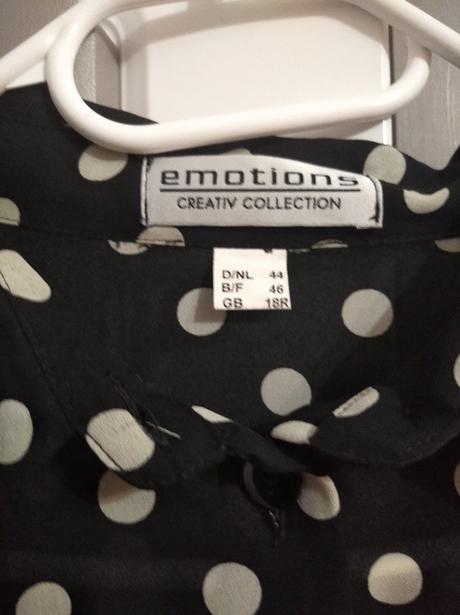 emotions
CREATIV COLLECTION
D/NL 44
B/F 46
GB 18R